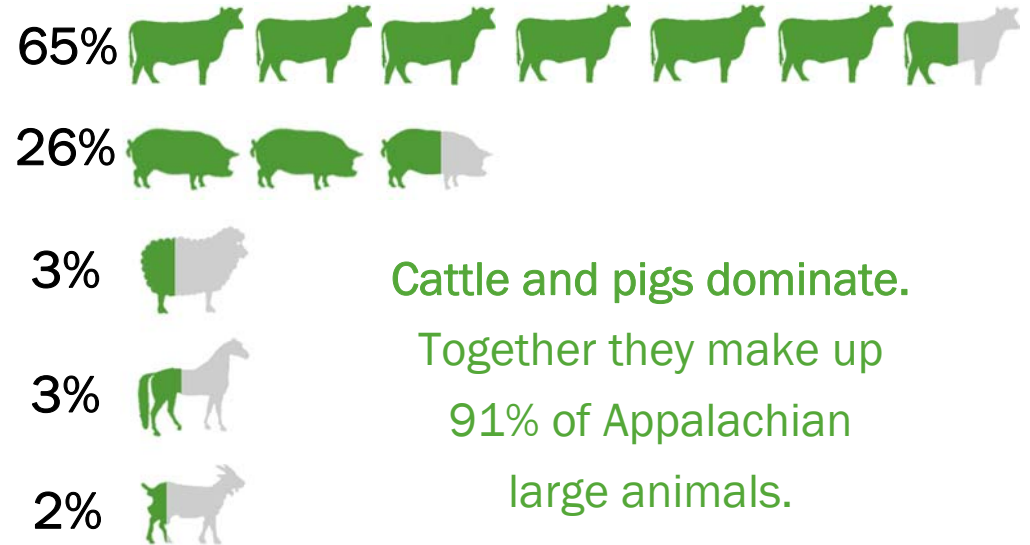 65%
26%
3%
3%
2%
Cattle and pigs dominate.
Together they make up
91% of Appalachian
large animals.